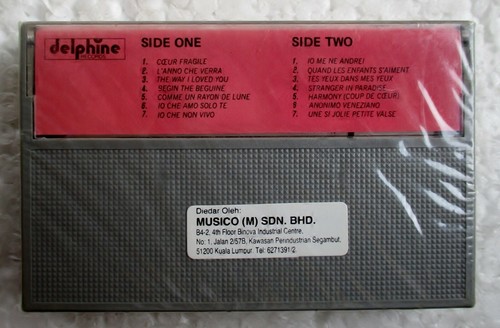 delphine
RECORDS
SIDE ONE
1. CŒUR FRAGILE
2. L'ANNO CHE VERRA
3. THE WAY I LOVED YOU
4. BEGIN THE BEGUINE
5. COMME UN RAYON DE LUNE
6. IO CHE AMO SOLO TE
7. IO CHE NON VIVO
SIDE TWO
1. IO ME NE ANDREI
2. QUAND LES ENFANTS S'AIMENT
3. TES YEUX DANS MES YEUX
4. STRANGER IN PARADISE
5. HARMONY (COUP DE CŒUR)
6 ANONIMO VENEZIANO
7. UNE SI JOLIE PETITE VALSE
Diedar Oleh:
MUSICO (M) SDN. BHD.
B4-2, 4th Floor Binova Industrial Centre,
No: 1, Jalan 2/57B, Kawasan Perindustrian Segambut,
51200 Kuala Lumpur. Tel: 6271391/2